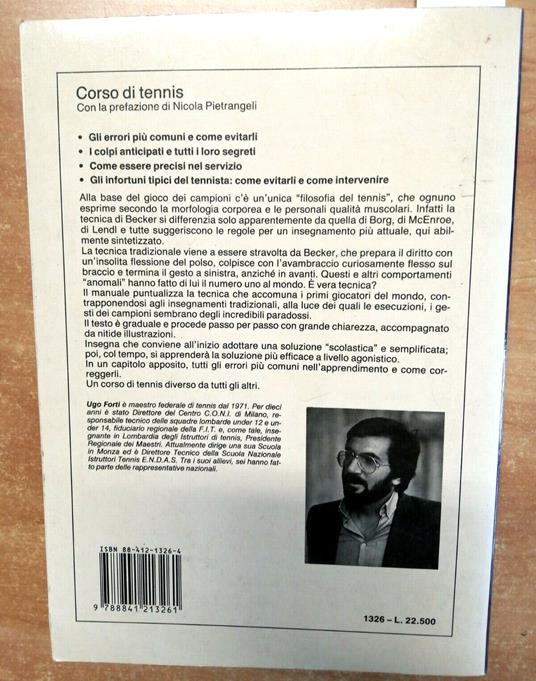 Corso di tennis
Con la prefazione di Nicola Pietrangeli
• Gli errori più comuni e come evitarli
• I colpi anticipati e tutti i loro segreti
• Come essere precisi nel servizio
• Gli infortuni tipici del tennista: come evitarli e come intervenire
Alla base del gioco dei campioni c'è un'unica "filosofia del tennis", che ognuno
esprime secondo la morfologia corporea e le personali qualità muscolari. Infatti la
tecnica di Becker si differenzia solo apparentemente da quella di Borg, di McEnroe,
di Lendl e tutte suggeriscono le regole per un insegnamento più attuale, qui abil-
mente sintetizzato.
La tecnica tradizionale viene a essere stravolta da Becker, che prepara il diritto con
un'insolita flessione del polso, colpisce con l'avambraccio curiosamente flesso sul
braccio e termina il gesto a sinistra, anziché in avanti. Questi e altri comportamenti
"anomali" hanno fatto di lui il numero uno al mondo. È vera tecnica?
Il manuale puntualizza la tecnica che accomuna i primi giocatori del mondo, con-
trapponendosi agli insegnamenti tradizionali, alla luce dei quali le esecuzioni, i ge-
sti dei campioni sembrano degli incredibili paradossi.
Il testo è graduale e procede passo per passo con grande chiarezza, accompagnato
da nitide illustrazioni.
Insegna che conviene all'inizio adottare una soluzione "scolastica" e semplificata;
poi, col tempo, si apprenderà la soluzione più efficace a livello agonistico.
In un capitolo apposito, tutti gli errori più comuni nell'apprendimento e come cor-
reggerli.
Un corso di tennis diverso da tutti gli altri.
Ugo Forti è maestro federale di tennis dal 1971. Per dieci
anni è stato Direttore del Centro C.O.N.I. di Milano, re-
sponsabile tecnico delle squadre lombarde under 12 e un-
der 14, fiduciario regionale della F.I.T. e, come tale, inse-
gnante in Lombardia degli Istruttori di tennis, Presidente
Regionale dei Maestri. Attualmente dirige una sua Scuola
in Monza ed è Direttore Tecnico della Scuola Nazionale
Istruttori Tennis E.N.D.A.S. Tra i suoi allievi, sei hanno fat-
to parte delle rappresentative nazionali.
ISBN 88-412-1326-4
9 788841 213261
1326 – L. 22.500